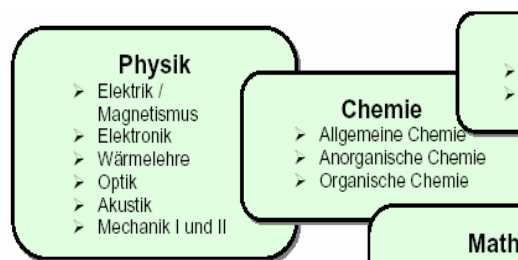 Physik
➢ Elektrik /
Magnetismus
➢ Elektronik
➢ Wärmelehre
➢ Optik
➢ Akustik
➢ Mechanik I und II
Chemie
➢ Allgemeine Chemie
➢ Anorganische Chemie
➢ Organische Chemie
Math